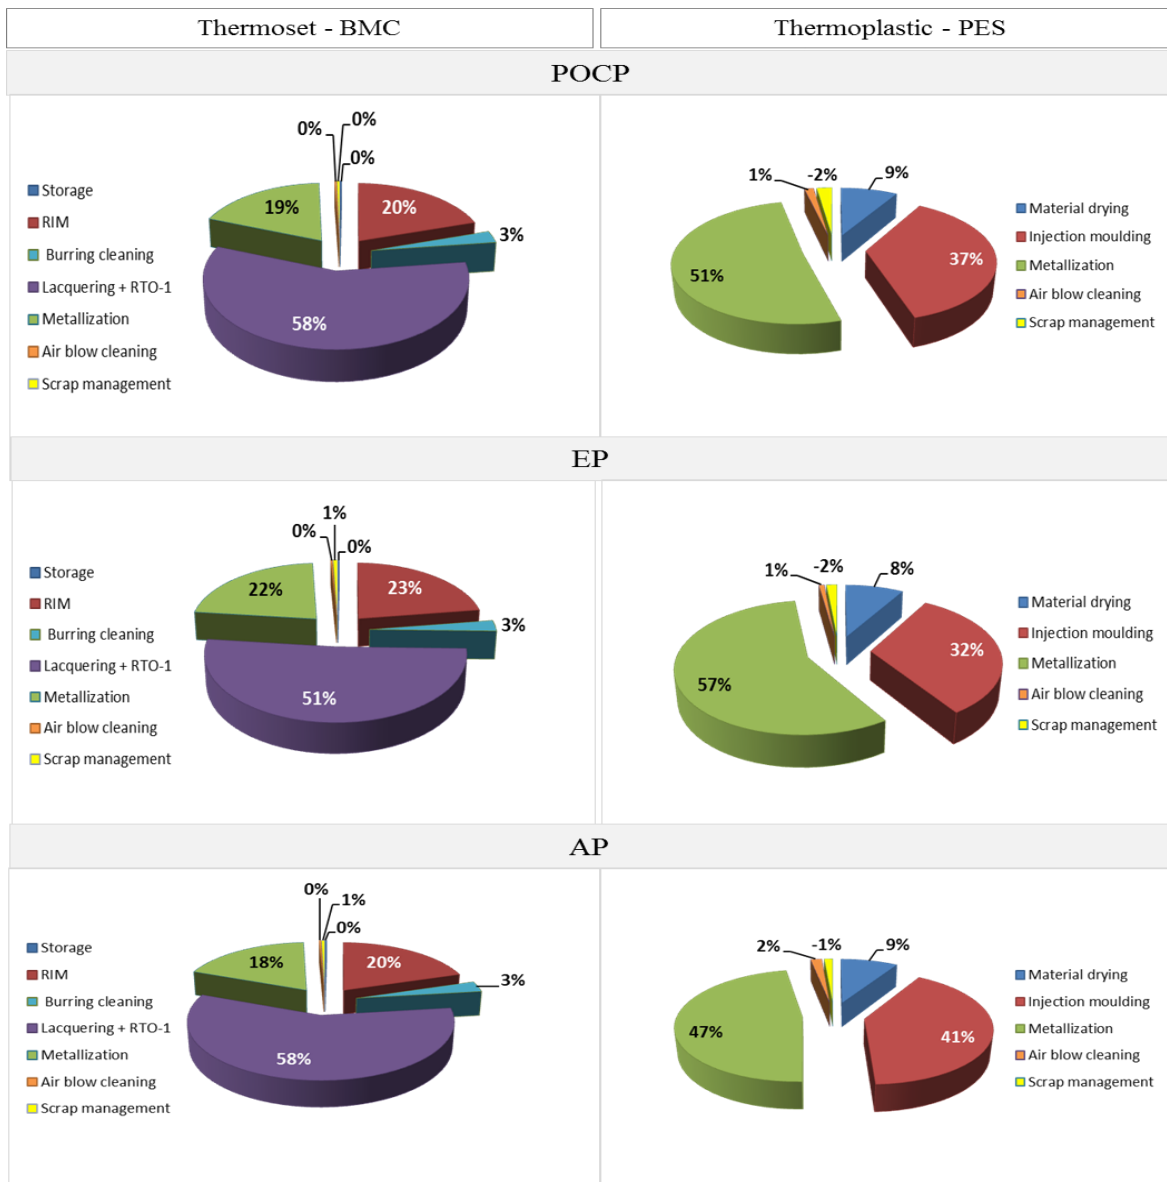 Thermoset - BMC
Thermoplastic - PES
POCP
Storage
RIM
Burring cleaning
Lacquering + RTO-1
Metallization
Air blow cleaning
Scrap management
0%
0%
0%
19%
20%
3%
58%
1%
-2%
9%
37%
51%
Material drying
Injection moulding
Metallization
Air blow cleaning
Scrap management
EP
Storage
RIM
Burring cleaning
Lacquering + RTO-1
Metallization
Air blow cleaning
Scrap management
1%
0%
0%
22%
23%
3%
51%
1%
-2%
8%
32%
57%
Material drying
Injection moulding
Metallization
Air blow cleaning
Scrap management
AP
Storage
RIM
Burring cleaning
Lacquering + RTO-1
Metallization
Air blow cleaning
Scrap management
0%
1%
0%
18%
20%
3%
58%
2%
-1%
9%
47%
41%
Material drying
Injection moulding
Metallization
Air blow cleaning
Scrap management